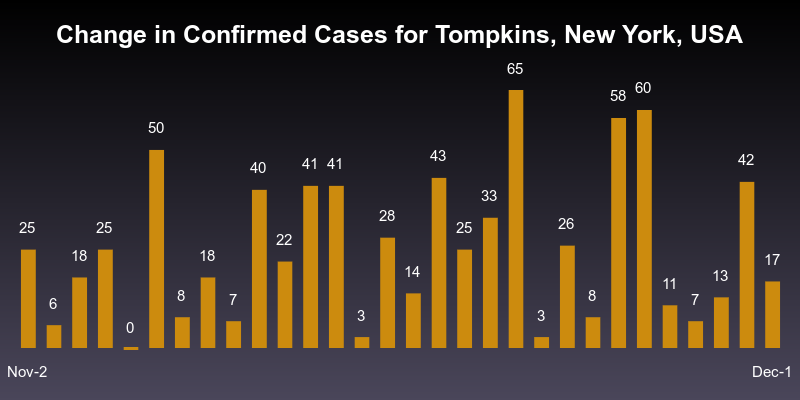 Change in Confirmed Cases for Tompkins, New York, USA
25 6 18 25 0 50 8 18 7 40 22 41 41 3 28 14 43 25 33 65 3 26 8 58 60 11 7 13 42 17
Nov-2 Dec-1